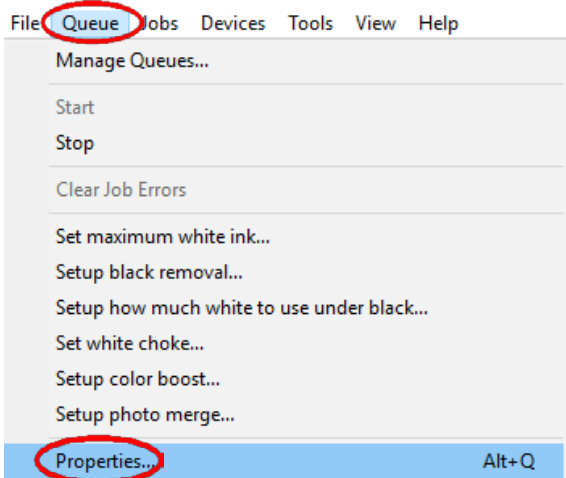 File Queue Jobs Devices Tools View Help
Manage Queues...
Start
Stop
Clear Job Errors
Set maximum white ink...
Setup black removal...
Setup how much white to use under black...
Set white choke...
Setup color boost...
Setup photo merge...
Properties... Alt+Q